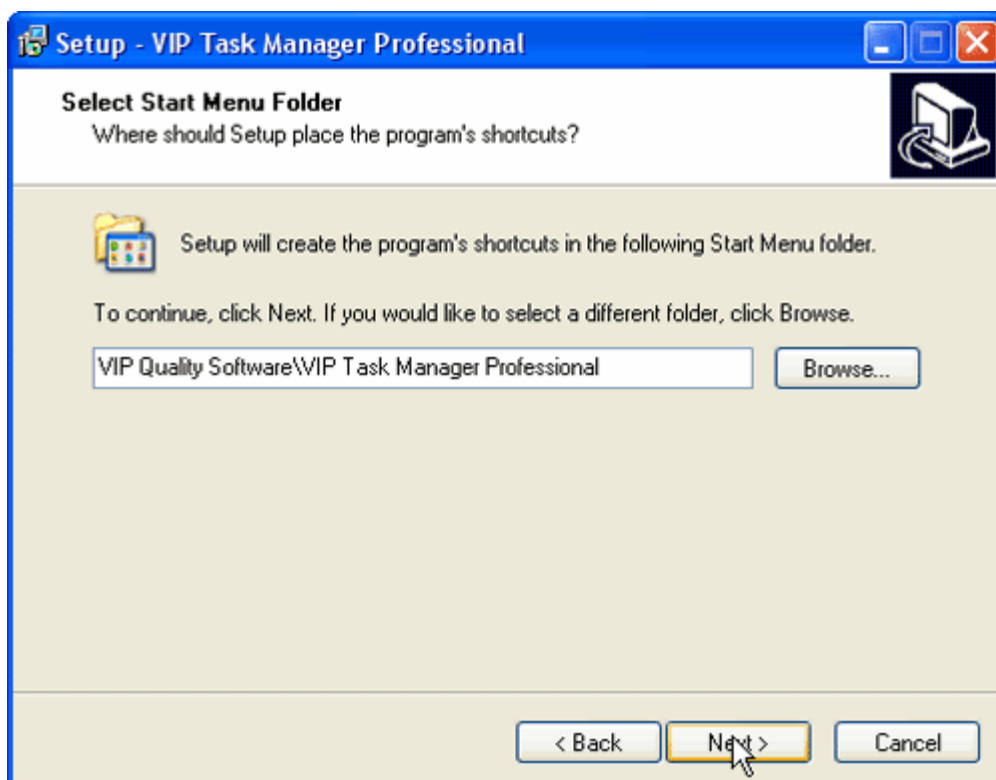 Setup - VIP Task Manager Professional
Select Start Menu Folder
Where should Setup place the program's shortcuts?
Setup will create the program's shortcuts in the following Start Menu folder.
To continue, click Next. If you would like to select a different folder, click Browse.
VIP Quality Software\VIP Task Manager Professional
Browse...
< Back
Next >
Cancel